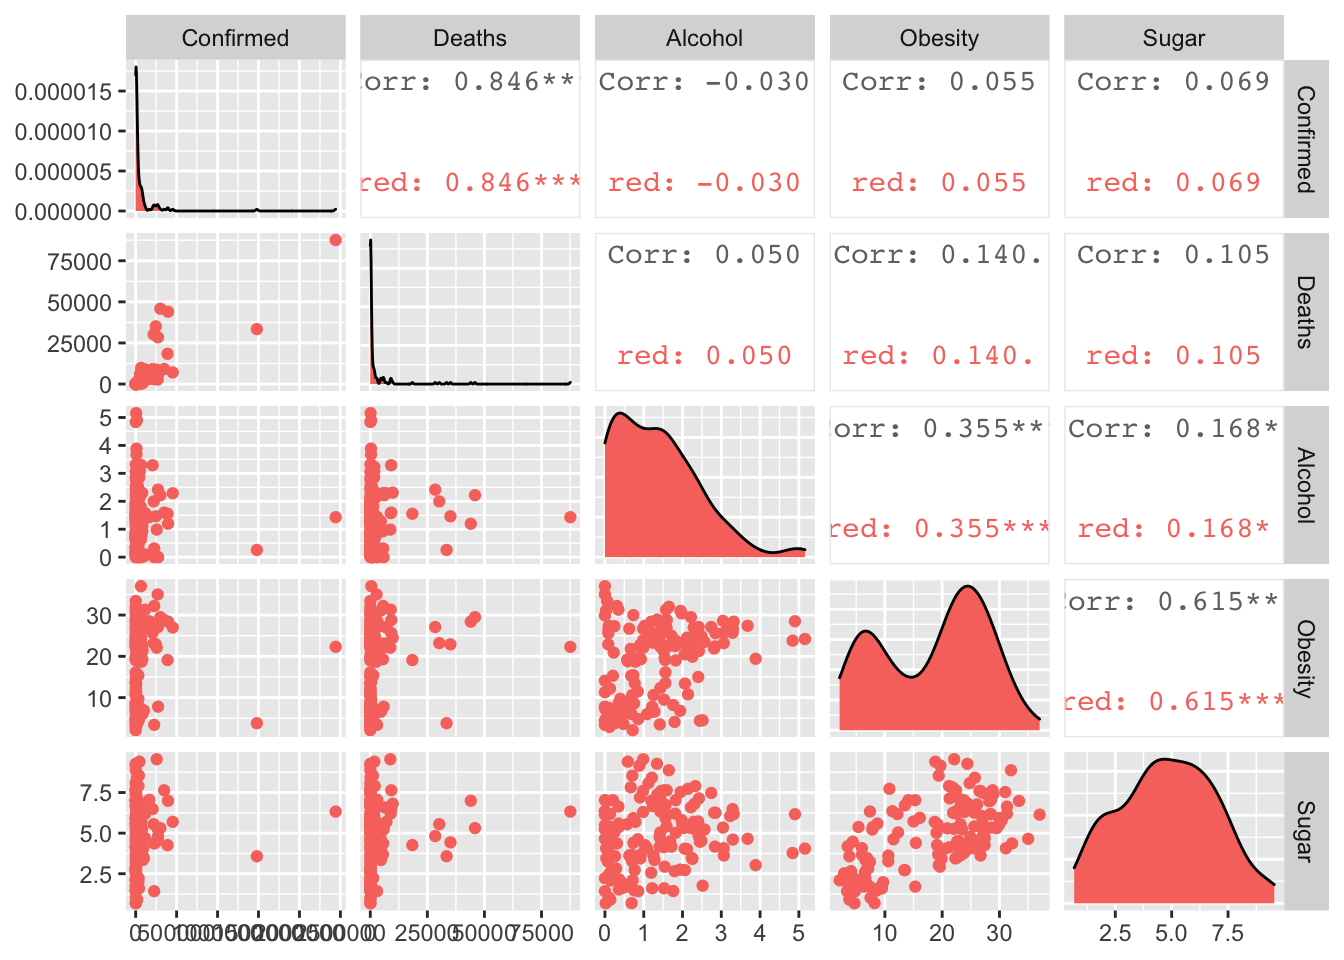 Confirmed Deaths Alcohol Obesity Sugar
0.000015
0.000010
0.000005
0.000000
orr: 0.846**
red: 0.846***
Corr: -0.030
red: -0.030
Corr: 0.055
red: 0.055
Corr: 0.069
red: 0.069
Confirmed
75000
50000
25000
0
Corr: 0.050
red: 0.050
Corr: 0.140.
red: 0.140.
Corr: 0.105
red: 0.105
Deaths
5
4
3
2
1
0
orr: 0.355**
red: 0.355***
Corr: 0.168*
red: 0.168*
Alcohol
30
20
10
orr: 0.615**
red: 0.615***
Obesity
7.5
5.0
2.5
Sugar
0 500000 1000000 1500000 2000000 2500000
0 25000 50000 75000
0 1 2 3 4 5
10 20 30
2.5 5.0 7.5